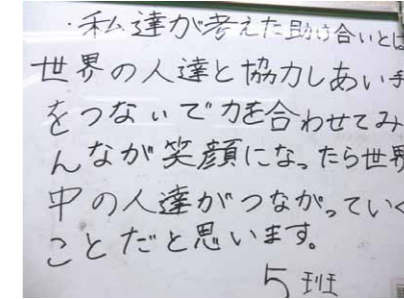 ・私達が考えた助け合いとは
世界の人達と協力しあい手
をつないで力を合わせてみ
んなが笑顔になったら世界
中の人達がつながっていく
ことだと思います。
5班